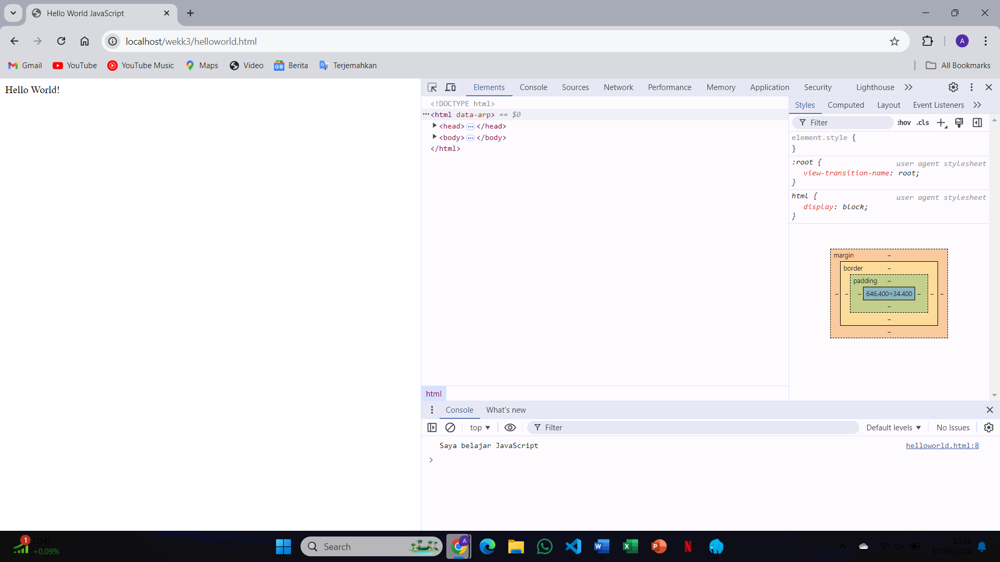 Hello World JavaScript
localhost/wekk3/helloworld.html
A
Gmail YouTube YouTube Music Maps Video Berita Terjemahkan All Bookmarks
Hello World!
Elements Console Sources Network Performance Memory Application Security Lighthouse
<!DOCTYPE html>
<html data-arp> == $0
<head> </head>
<body> </body>
</html>
html
Styles Computed Layout Event Listeners
Filter :hov .cls
element.style {
}
:root { user agent stylesheet
view-transition-name: root;
}
html { user agent stylesheet
display: block;
}
margin –
border –
padding –
– – – 646.400×34.400 – – –
–
–
–
Console What's new
top Filter Default levels No Issues
Saya belajar JavaScript helloworld.html:8
>
1 LQ45
+0,09%
Search
A
10:11
17/09/2024